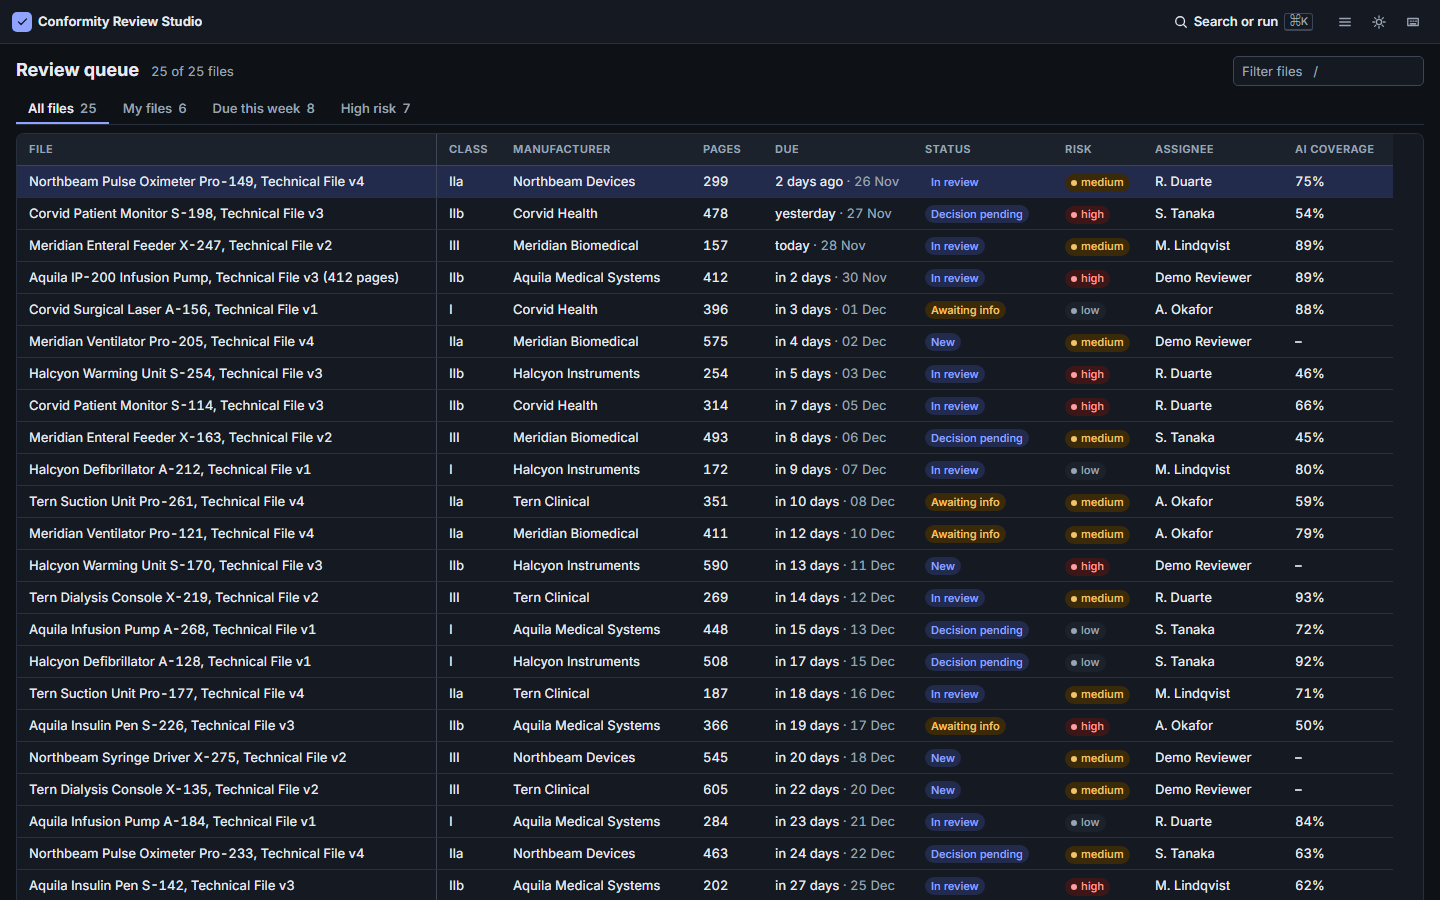 Conformity Review Studio
Search or run ⌘K
Review queue 25 of 25 files
Filter files /
All files 25 My files 6 Due this week 8 High risk 7
FILE CLASS MANUFACTURER PAGES DUE STATUS RISK ASSIGNEE AI COVERAGE
Northbeam Pulse Oximeter Pro-149, Technical File v4 IIa Northbeam Devices 299 2 days ago · 26 Nov In review medium R. Duarte 75%
Corvid Patient Monitor S-198, Technical File v3 IIb Corvid Health 478 yesterday · 27 Nov Decision pending high S. Tanaka 54%
Meridian Enteral Feeder X-247, Technical File v2 III Meridian Biomedical 157 today · 28 Nov In review medium M. Lindqvist 89%
Aquila IP-200 Infusion Pump, Technical File v3 (412 pages) IIb Aquila Medical Systems 412 in 2 days · 30 Nov In review high Demo Reviewer 89%
Corvid Surgical Laser A-156, Technical File v1 I Corvid Health 396 in 3 days · 01 Dec Awaiting info low A. Okafor 88%
Meridian Ventilator Pro-205, Technical File v4 IIa Meridian Biomedical 575 in 4 days · 02 Dec New medium Demo Reviewer –
Halcyon Warming Unit S-254, Technical File v3 IIb Halcyon Instruments 254 in 5 days · 03 Dec In review high R. Duarte 46%
Corvid Patient Monitor S-114, Technical File v3 IIb Corvid Health 314 in 7 days · 05 Dec In review high R. Duarte 66%
Meridian Enteral Feeder X-163, Technical File v2 III Meridian Biomedical 493 in 8 days · 06 Dec Decision pending medium S. Tanaka 45%
Halcyon Defibrillator A-212, Technical File v1 I Halcyon Instruments 172 in 9 days · 07 Dec In review low M. Lindqvist 80%
Tern Suction Unit Pro-261, Technical File v4 IIa Tern Clinical 351 in 10 days · 08 Dec Awaiting info medium A. Okafor 59%
Meridian Ventilator Pro-121, Technical File v4 IIa Meridian Biomedical 411 in 12 days · 10 Dec Awaiting info medium A. Okafor 79%
Halcyon Warming Unit S-170, Technical File v3 IIb Halcyon Instruments 590 in 13 days · 11 Dec New high Demo Reviewer –
Tern Dialysis Console X-219, Technical File v2 III Tern Clinical 269 in 14 days · 12 Dec In review medium R. Duarte 93%
Aquila Infusion Pump A-268, Technical File v1 I Aquila Medical Systems 448 in 15 days · 13 Dec Decision pending low S. Tanaka 72%
Halcyon Defibrillator A-128, Technical File v1 I Halcyon Instruments 508 in 17 days · 15 Dec Decision pending low S. Tanaka 92%
Tern Suction Unit Pro-177, Technical File v4 IIa Tern Clinical 187 in 18 days · 16 Dec In review medium M. Lindqvist 71%
Aquila Insulin Pen S-226, Technical File v3 IIb Aquila Medical Systems 366 in 19 days · 17 Dec Awaiting info high A. Okafor 50%
Northbeam Syringe Driver X-275, Technical File v2 III Northbeam Devices 545 in 20 days · 18 Dec New medium Demo Reviewer –
Tern Dialysis Console X-135, Technical File v2 III Tern Clinical 605 in 22 days · 20 Dec New medium Demo Reviewer –
Aquila Infusion Pump A-184, Technical File v1 I Aquila Medical Systems 284 in 23 days · 21 Dec In review low R. Duarte 84%
Northbeam Pulse Oximeter Pro-233, Technical File v4 IIa Northbeam Devices 463 in 24 days · 22 Dec Decision pending medium S. Tanaka 63%
Aquila Insulin Pen S-142, Technical File v3 IIb Aquila Medical Systems 202 in 27 days · 25 Dec In review high M. Lindqvist 62%